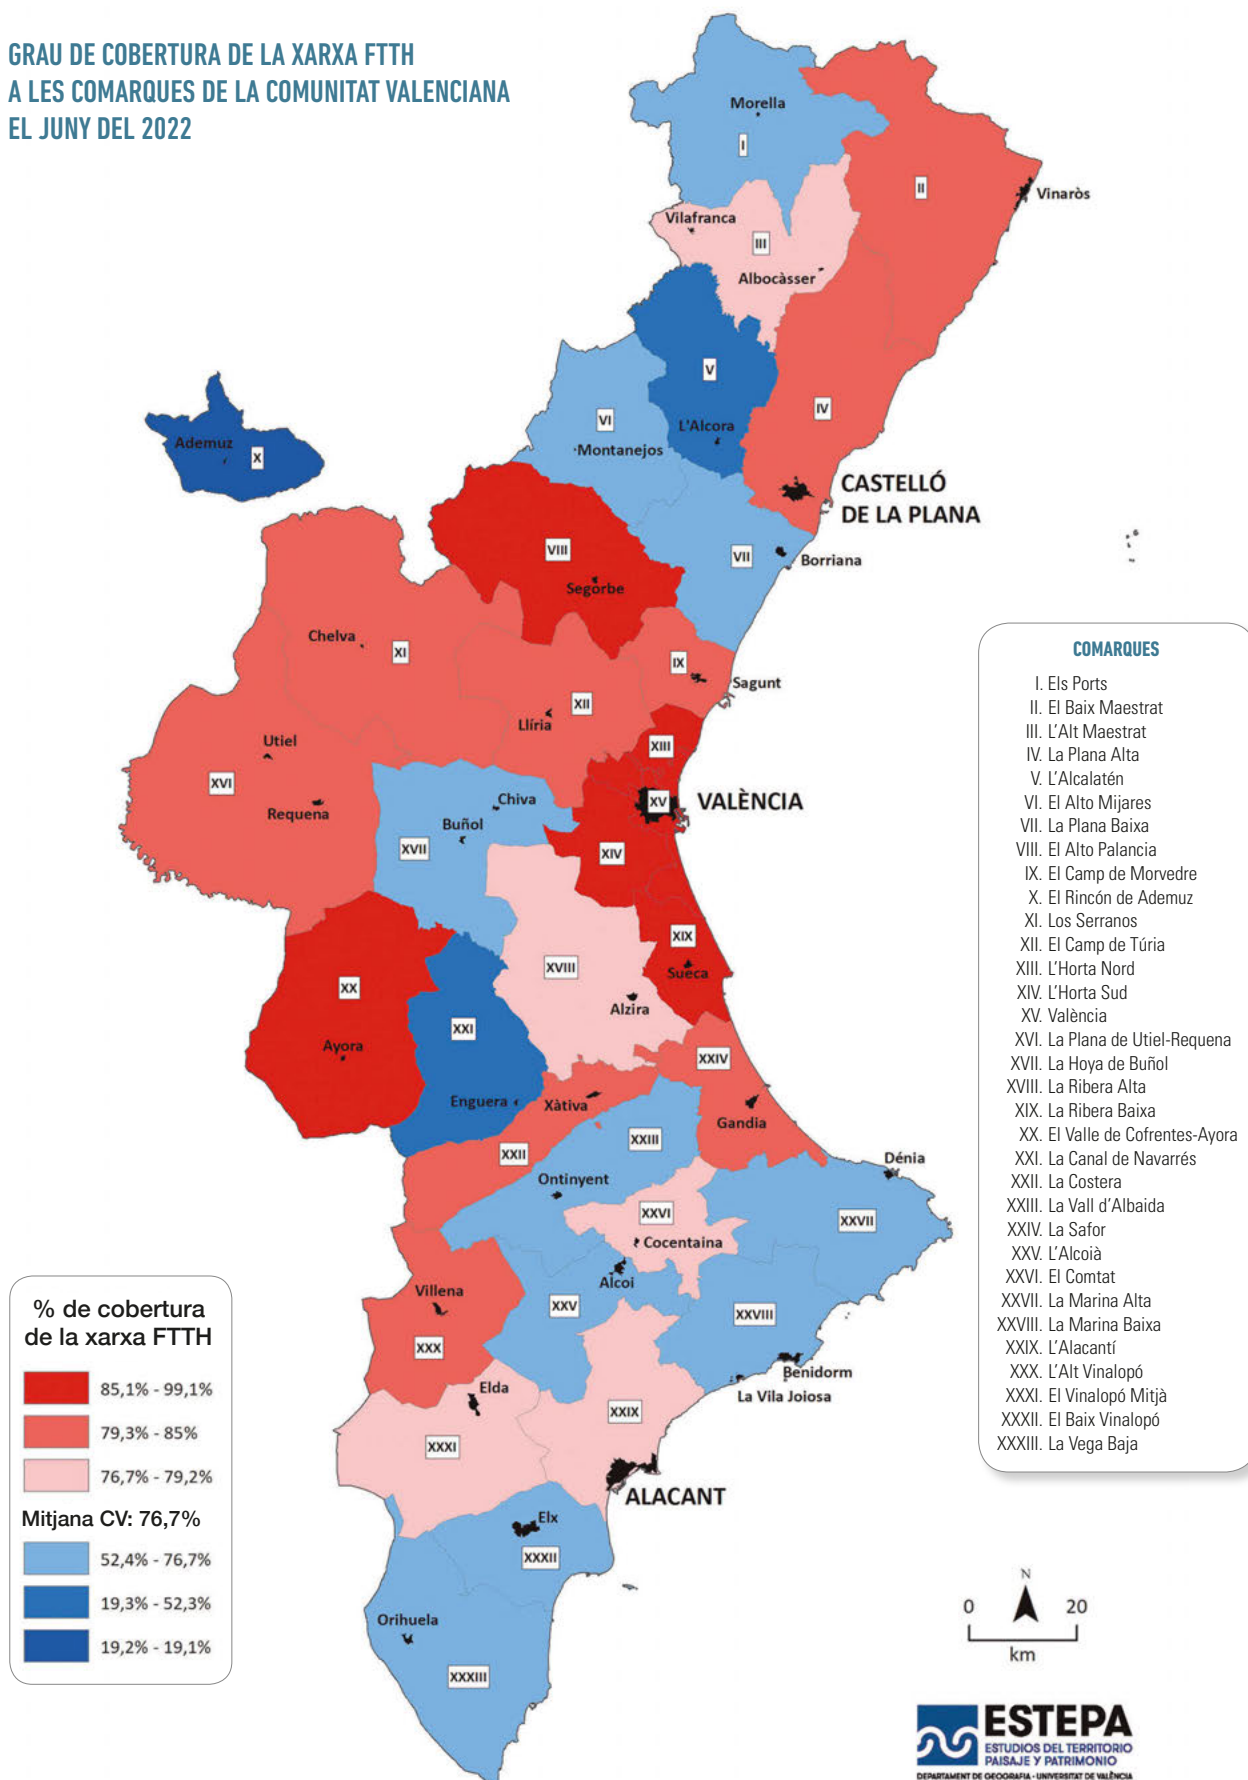 GRAU DE COBERTURA DE LA XARXA FTTH
A LES COMARQUES DE LA COMUNITAT VALENCIANA
EL JUNY DEL 2022
Morella
I
II
Vinaròs
Vilafranca
III
Albocàsser
V
IV
VI
L'Alcora
Montanejos
Ademuz
X
CASTELLÓ
DE LA PLANA
VIII
VII
Borriana
Segorbe
Chelva
XI
IX
Sagunt
XII
Llíria
Utiel
XIII
XVI
Requena
XV
VALÈNCIA
Chiva
Buñol
XVII
XIV
XIX
XVIII
Sueca
XX
Alzira
XXI
Ayora
XXIV
Enguera
Xàtiva
Gandia
XXIII
XXII
Dénia
Ontinyent
XXVI
XXVII
Cocentaina
Alcoi
Villena
XXV
XXVIII
XXX
Benidorm
Elda
La Vila Joiosa
XXIX
XXXI
ALACANT
Elx
XXXII
Orihuela
XXXIII
COMARQUES
I. Els Ports
II. El Baix Maestrat
III. L'Alt Maestrat
IV. La Plana Alta
V. L'Alcalatén
VI. El Alto Mijares
VII. La Plana Baixa
VIII. El Alto Palancia
IX. El Camp de Morvedre
X. El Rincón de Ademuz
XI. Los Serranos
XII. El Camp de Túria
XIII. L'Horta Nord
XIV. L'Horta Sud
XV. València
XVI. La Plana de Utiel-Requena
XVII. La Hoya de Buñol
XVIII. La Ribera Alta
XIX. La Ribera Baixa
XX. El Valle de Cofrentes-Ayora
XXI. La Canal de Navarrés
XXII. La Costera
XXIII. La Vall d'Albaida
XXIV. La Safor
XXV. L'Alcoià
XXVI. El Comtat
XXVII. La Marina Alta
XXVIII. La Marina Baixa
XXIX. L'Alacantí
XXX. L'Alt Vinalopó
XXXI. El Vinalopó Mitjà
XXXII. El Baix Vinalopó
XXXIII. La Vega Baja
% de cobertura
de la xarxa FTTH
85,1% - 99,1%
79,3% - 85%
76,7% - 79,2%
Mitjana CV: 76,7%
52,4% - 76,7%
19,3% - 52,3%
19,2% - 19,1%
N
0 20
km
ESTEPA
ESTUDIOS DEL TERRITORIO
PAISAJE Y PATRIMONIO
DEPARTAMENT DE GEOGRAFIA - UNIVERSITAT DE VALÈNCIA